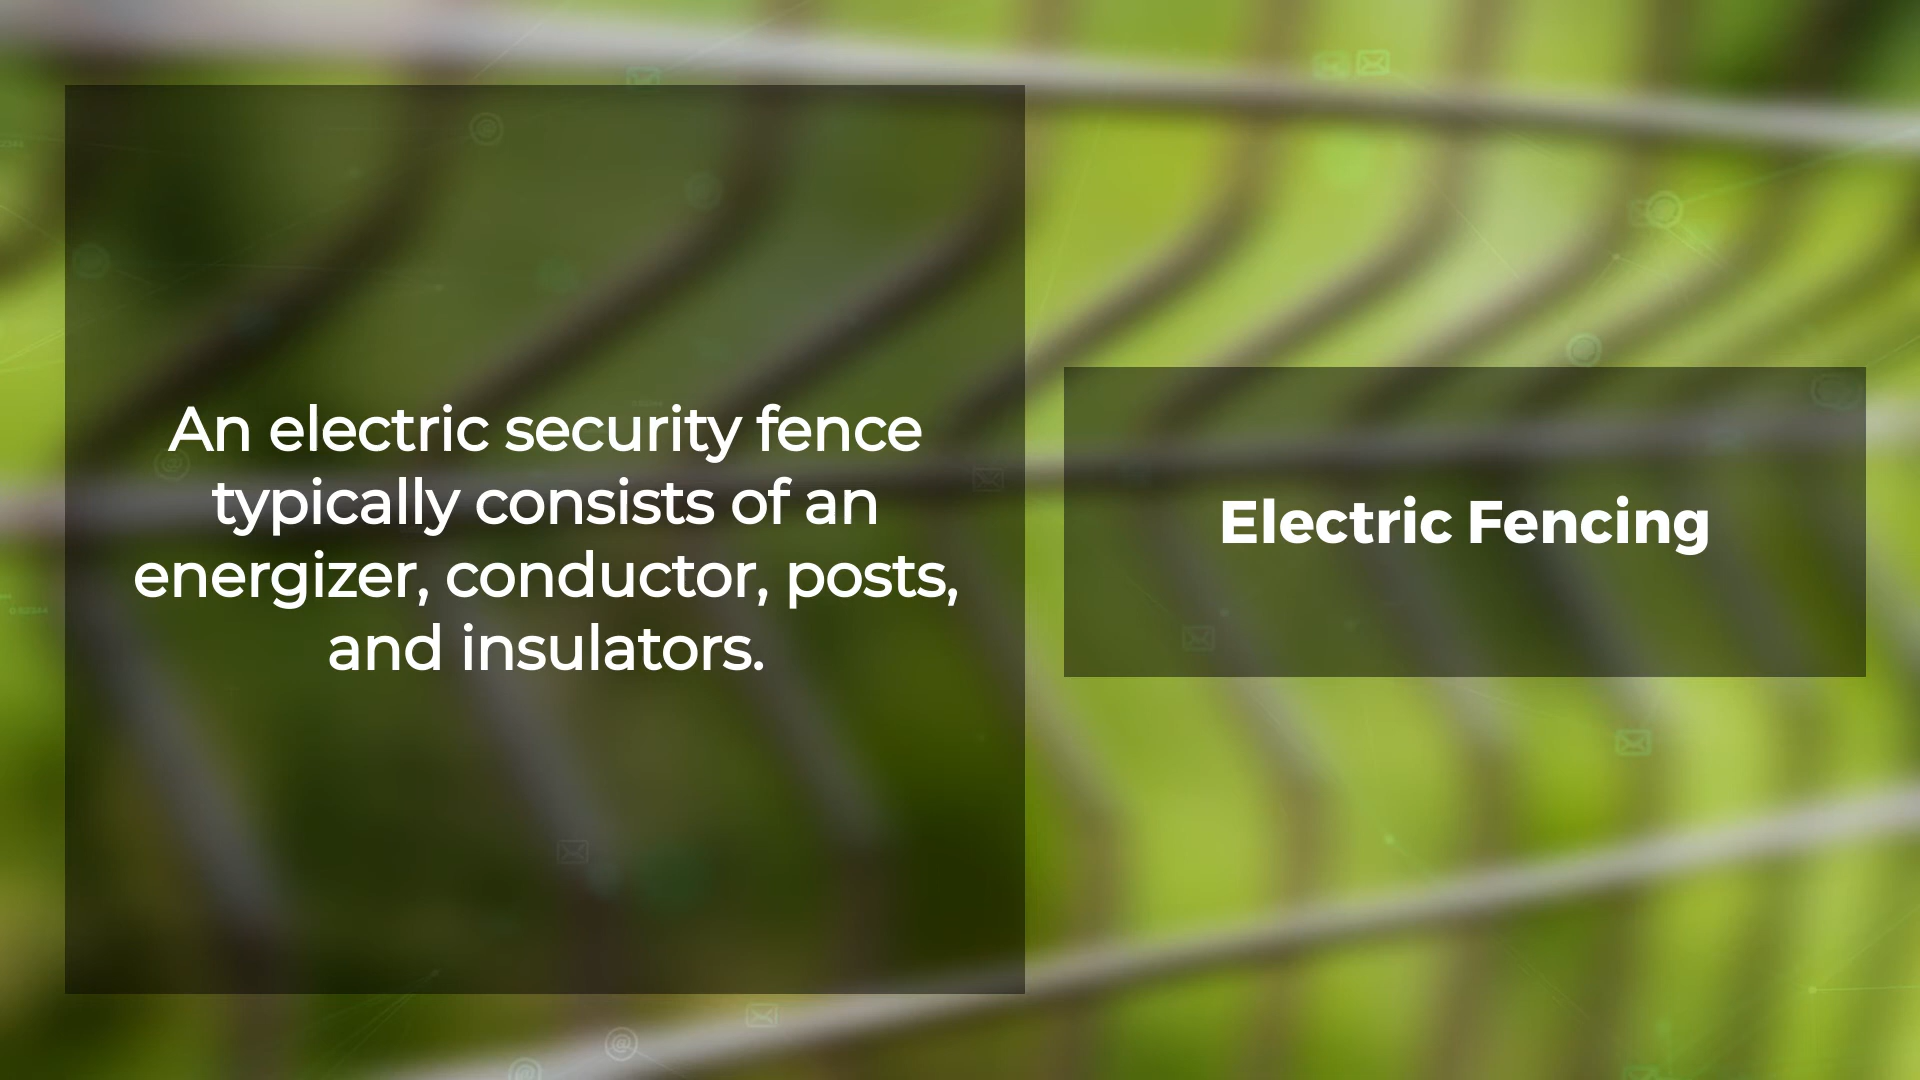 An electric security fence
typically consists of an
energizer, conductor, posts,
and insulators.
Electric Fencing